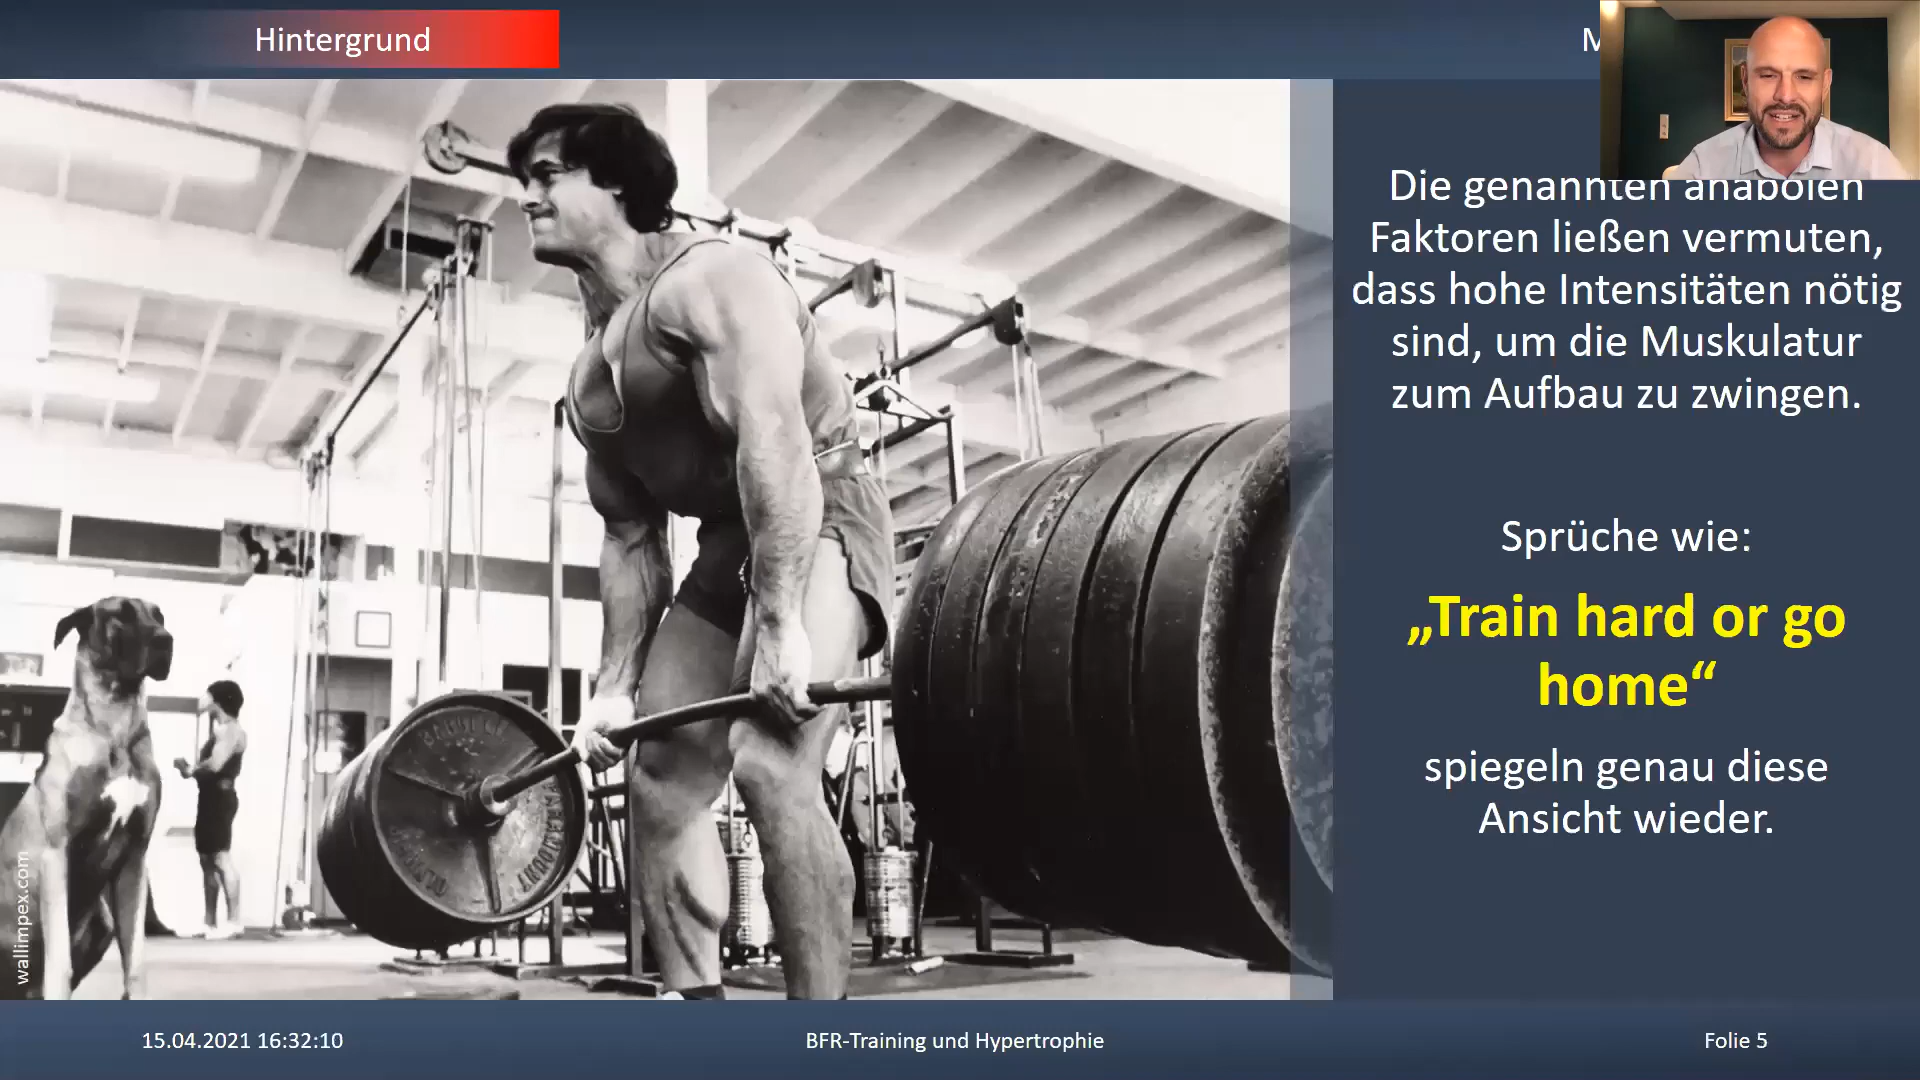 Hintergrund
M
Die genannten anabolen
Faktoren ließen vermuten,
dass hohe Intensitäten nötig
sind, um die Muskulatur
zum Aufbau zu zwingen.
Sprüche wie:
„Train hard or go
home“
spiegeln genau diese
Ansicht wieder.
wallimpex.com
15.04.2021 16:32:10
BFR-Training und Hypertrophie
Folie 5